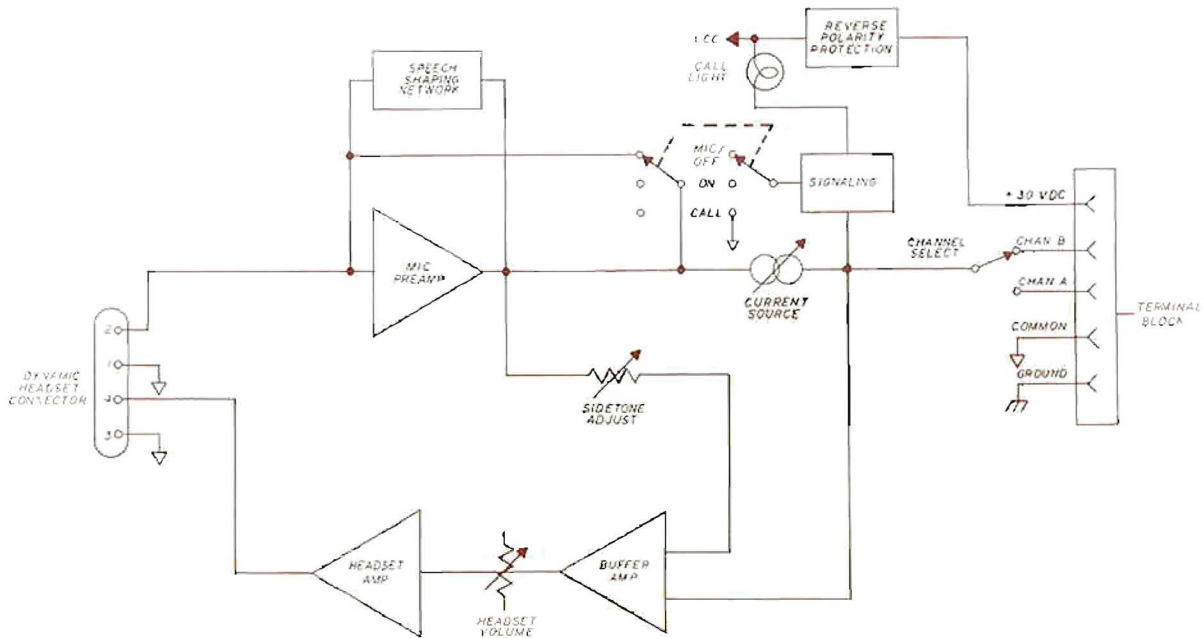 REVERSE
POLARITY
PROTECTION
VCC
CALL
LIGHT
SPEECH
SHAPING
NETWORK
MIC/
OFF
ON
CALL
SIGNALING
+ 30 VDC
CHANNEL
SELECT
CHAN B
CHAN A
COMMON
GROUND
TERMINAL
BLOCK
MIC
PREAMP
CURRENT
SOURCE
2
1
4
3
DYNAMIC
HEADSET
CONNECTOR
SIDETONE
ADJUST
HEADSET
AMP
HEADSET
VOLUME
BUFFER
AMP